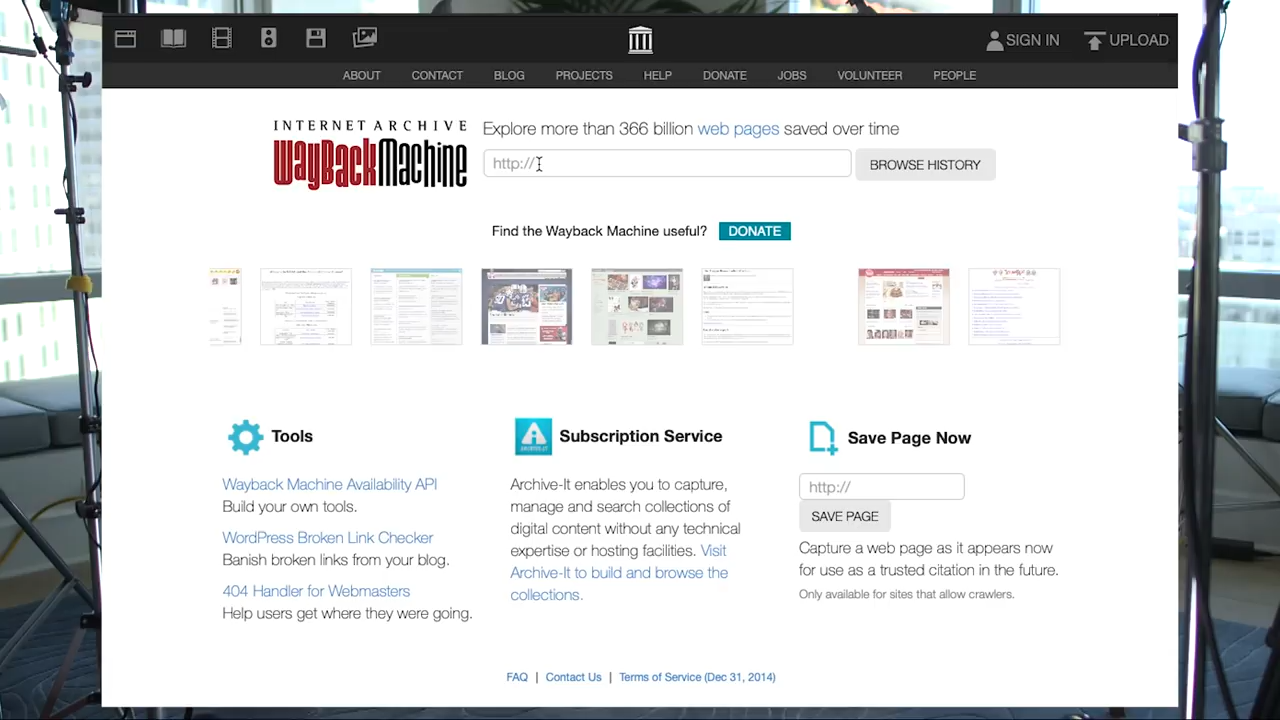 SIGN IN
UPLOAD
ABOUT CONTACT BLOG PROJECTS HELP DONATE JOBS VOLUNTEER PEOPLE
INTERNET ARCHIVE
WayBackMachine
Explore more than 366 billion web pages saved over time
http://
BROWSE HISTORY
Find the Wayback Machine useful?
DONATE
Tools
Wayback Machine Availability API
Build your own tools.
WordPress Broken Link Checker
Banish broken links from your blog.
404 Handler for Webmasters
Help users get where they were going.
Subscription Service
Archive-It enables you to capture,
manage and search collections of
digital content without any technical
expertise or hosting facilities. Visit
Archive-It to build and browse the
collections.
Save Page Now
http://
SAVE PAGE
Capture a web page as it appears now
for use as a trusted citation in the future.
Only available for sites that allow crawlers.
FAQ | Contact Us | Terms of Service (Dec 31, 2014)